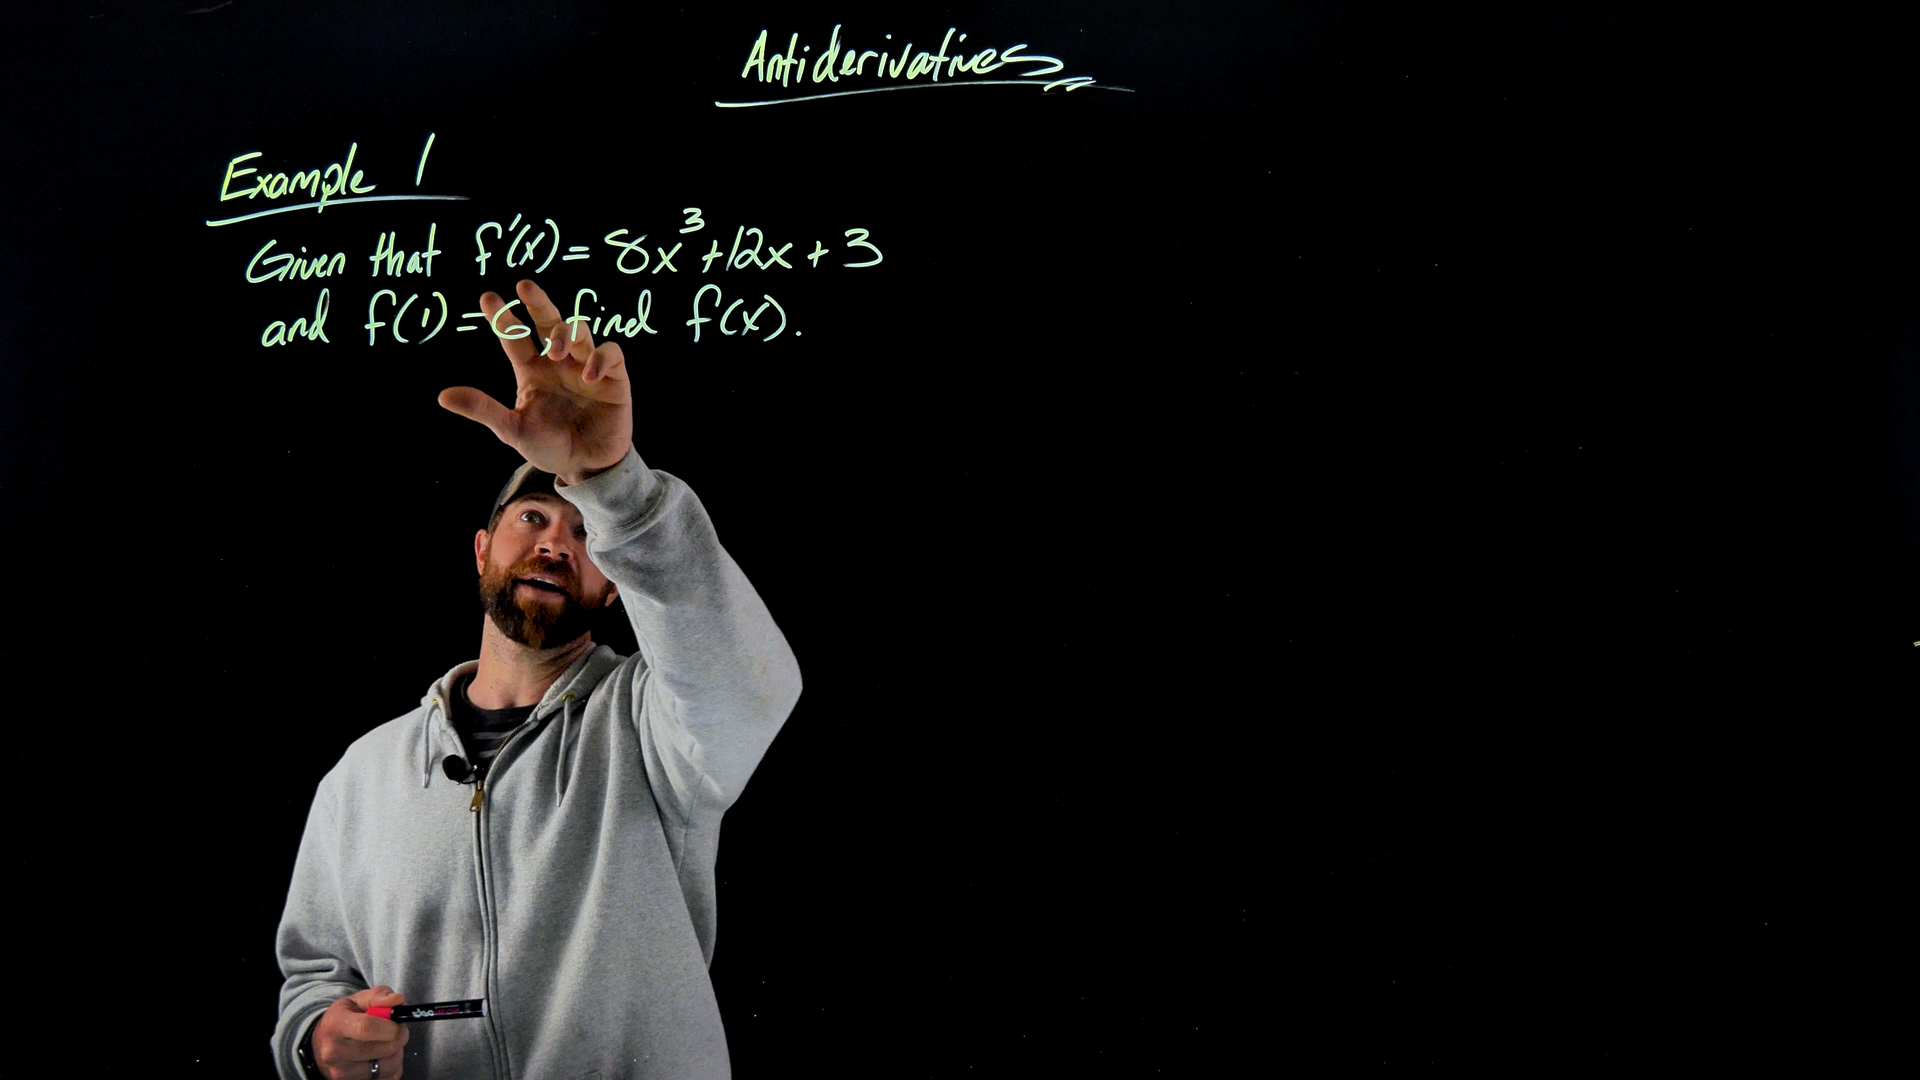 Antiderivatives
Example 1
Given that f'(x) = 8x³ + 12x + 3
and f(1) = 6, find f(x).